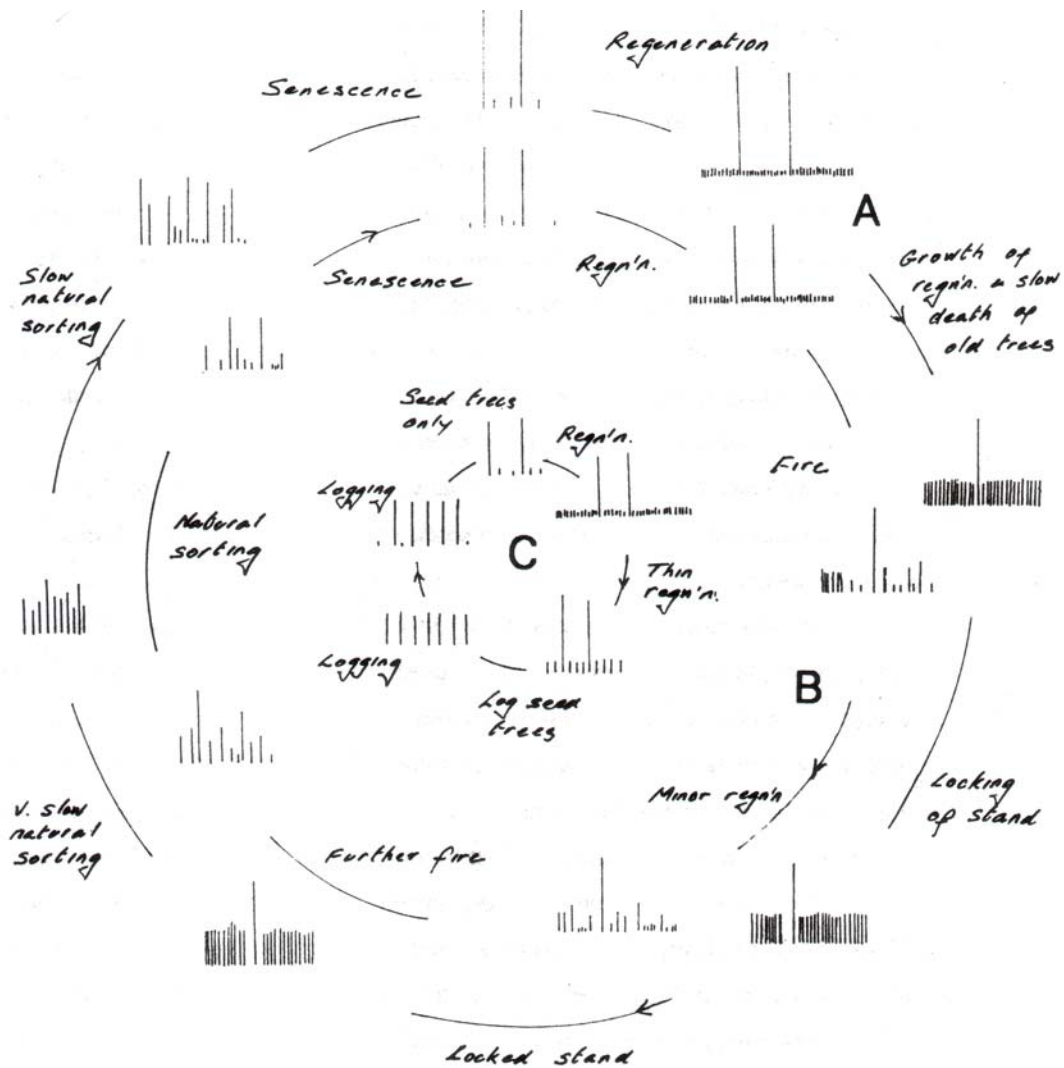 Regeneration
Senescence
A
Senescence
Regn'n.
Growth of
regn'n. & slow
death of
old trees
Slow
natural
sorting
Seed trees
only
Regn'n.
Fire
Logging
Natural
sorting
C
Thin
regn'n.
Logging
Log seed
trees
B
Minor regn'n
Locking
of stand
V. slow
natural
sorting
Further fire
Locked stand